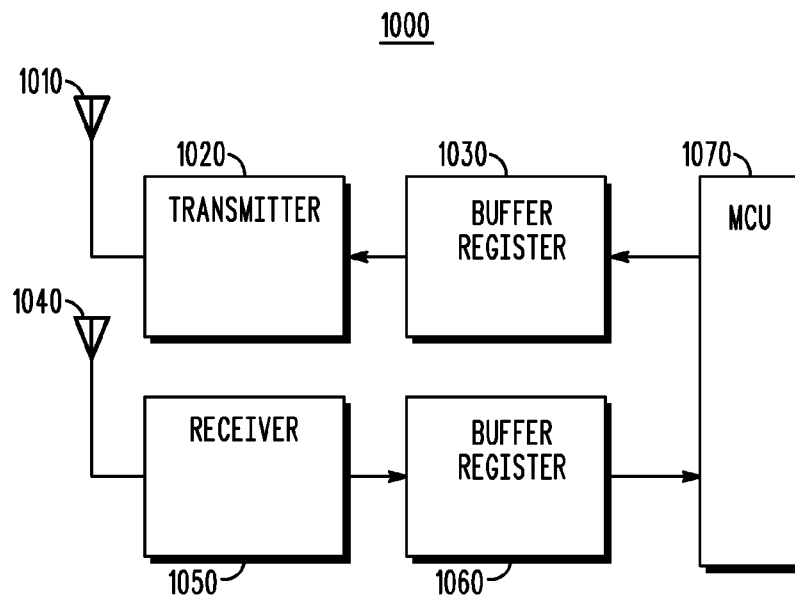 1000
1010
1020
1030
1070
TRANSMITTER
BUFFER
REGISTER
MCU
1040
RECEIVER
BUFFER
REGISTER
1050
1060